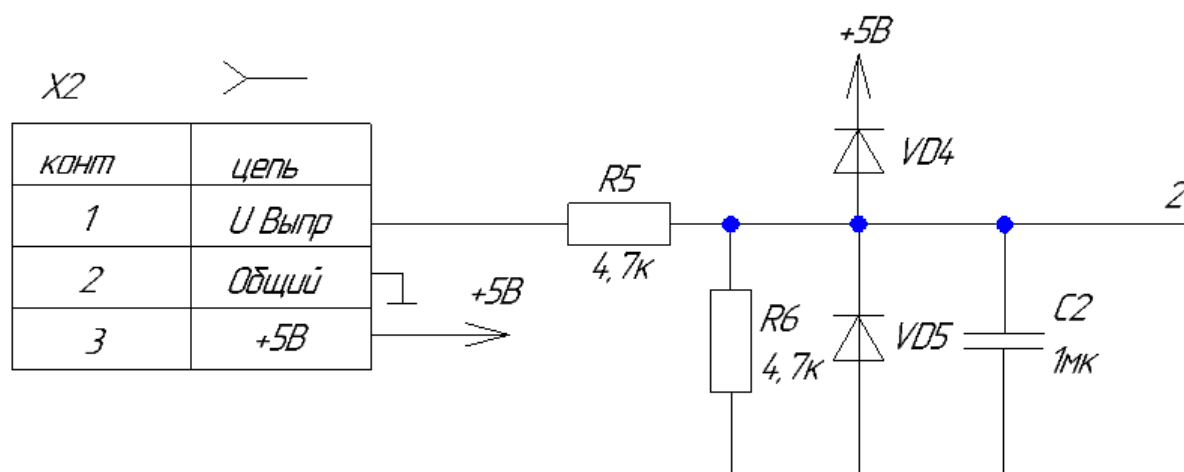 +5В
X2
конт цепь
1 U Выпр
2 Общий
3 +5В
+5В
R5
4,7к
VD4
2
R6
4,7к
VD5
C2
1мк